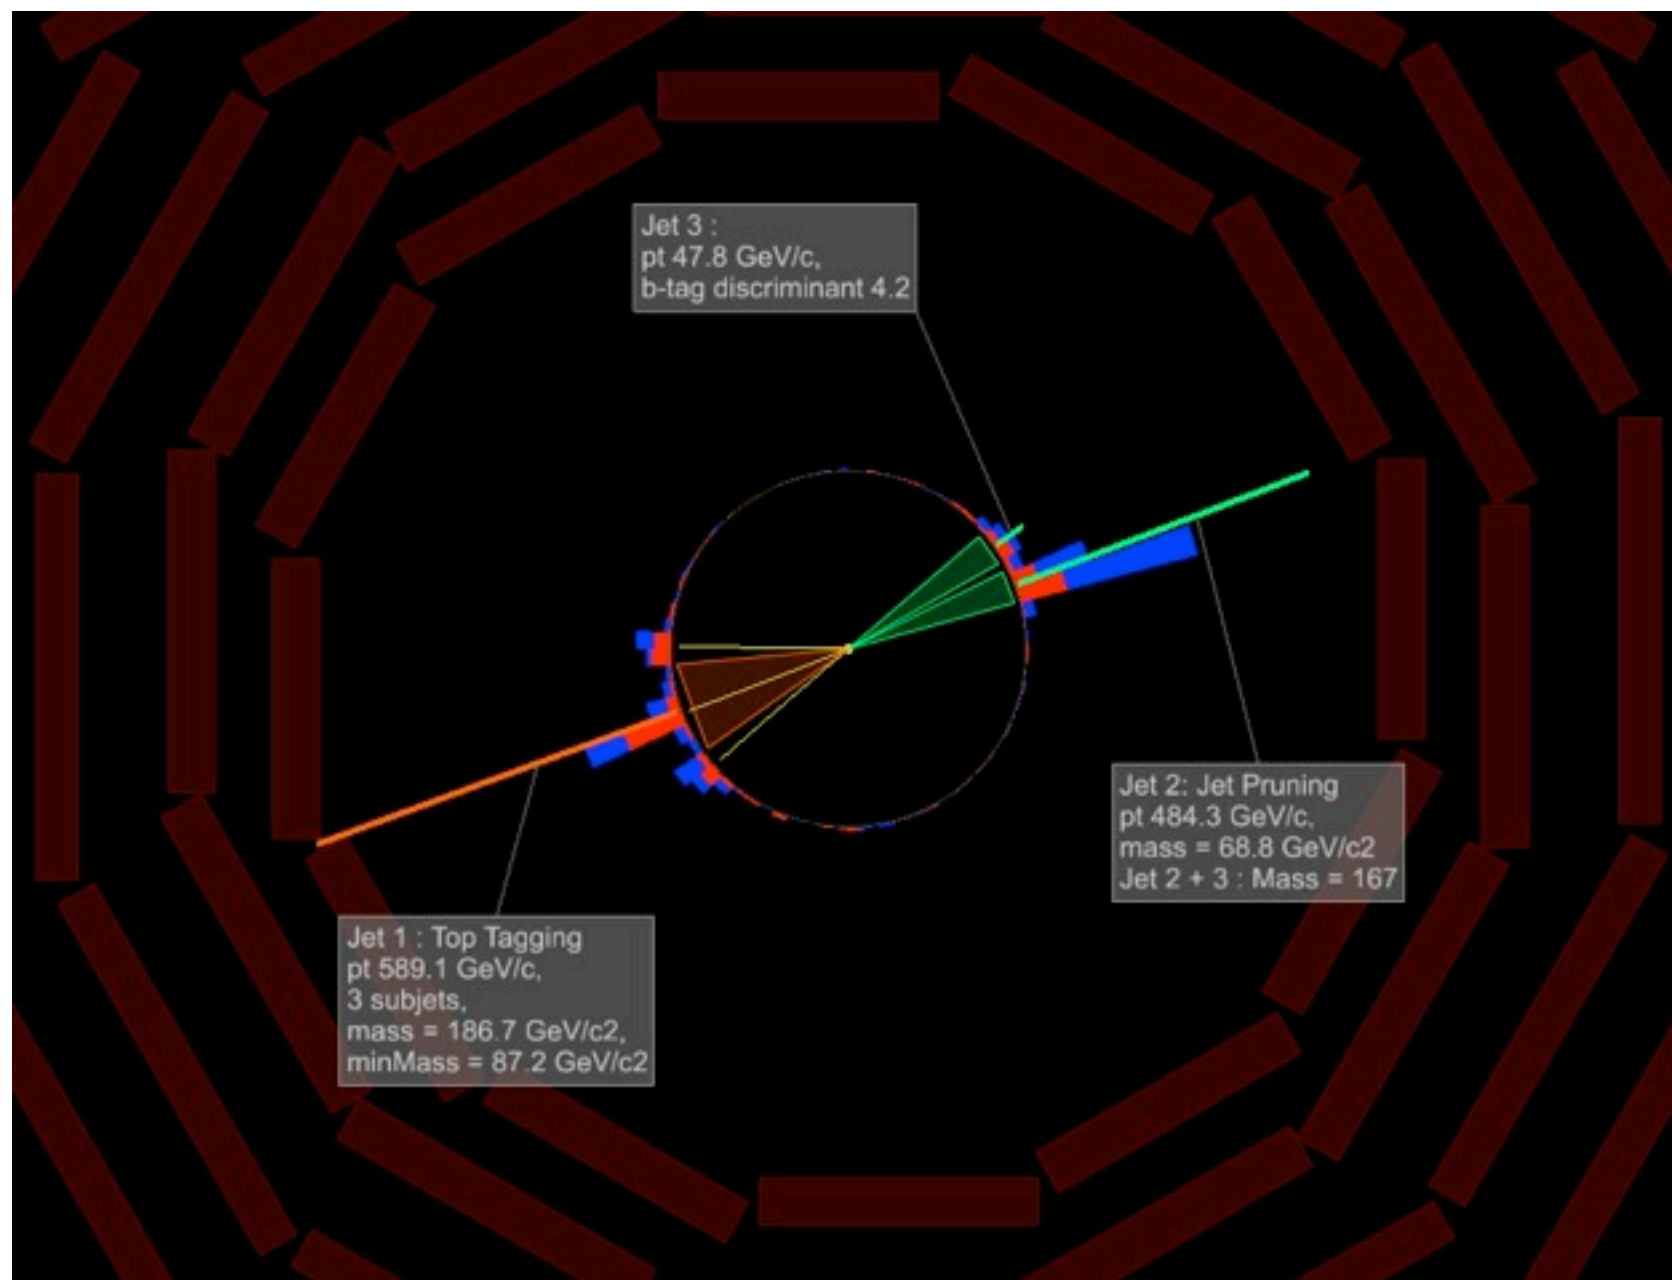 Jet 3 :
pt 47.8 GeV/c,
b-tag discriminant 4.2
Jet 2: Jet Pruning
pt 484.3 GeV/c,
mass = 68.8 GeV/c2
Jet 2 + 3 : Mass = 167
Jet 1 : Top Tagging
pt 589.1 GeV/c,
3 subjets,
mass = 186.7 GeV/c2,
minMass = 87.2 GeV/c2